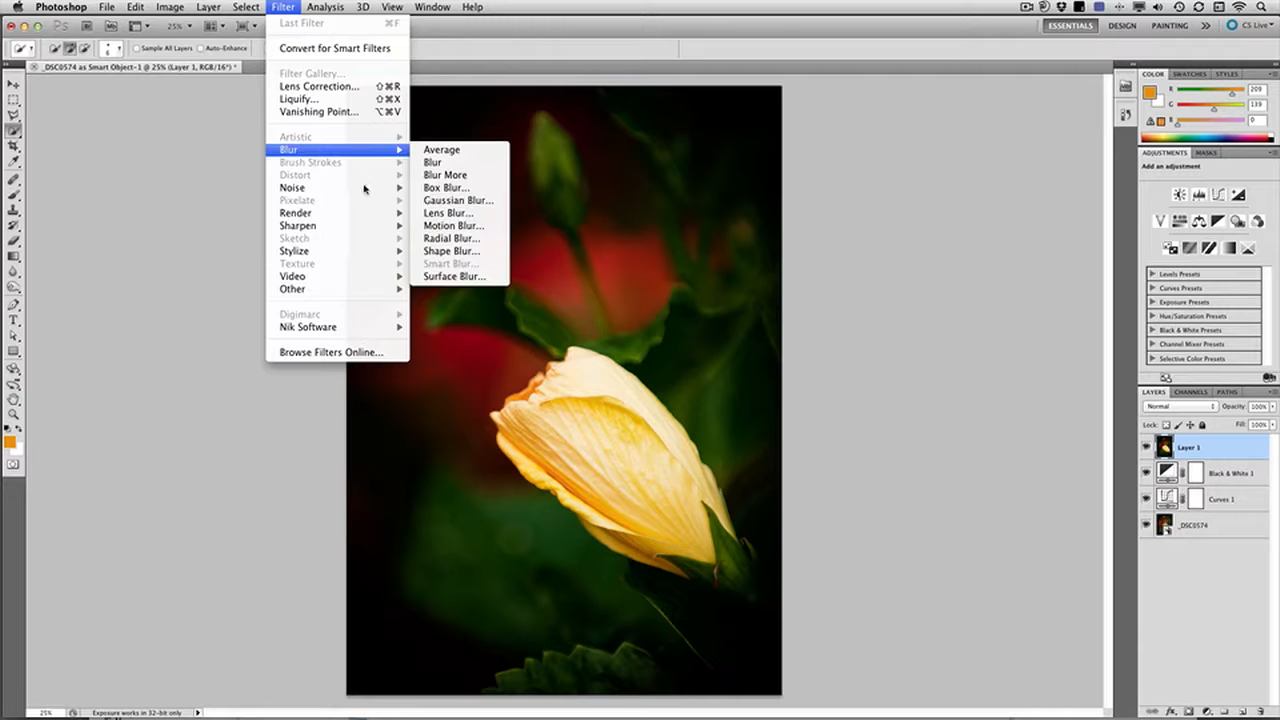 Photoshop File Edit Image Layer Select Filter Analysis 3D View Window Help
Ps 25% ESSENTIALS DESIGN PAINTING CS Live
Sample All Layers Auto-Enhance
_DSC0574 as Smart Object-1 @ 25% (Layer 1, RGB/16*) *
Last Filter ⌘F
Convert for Smart Filters
Filter Gallery...
Lens Correction... ⇧⌘R
Liquify... ⇧⌘X
Vanishing Point... ⌥⌘V
Artistic
Blur
Brush Strokes
Distort
Noise
Pixelate
Render
Sharpen
Sketch
Stylize
Texture
Video
Other
Digimarc
Nik Software
Browse Filters Online...
Average
Blur
Blur More
Box Blur...
Gaussian Blur...
Lens Blur...
Motion Blur...
Radial Blur...
Shape Blur...
Smart Blur...
Surface Blur...
COLOR SWATCHES STYLES
R 209
G 139
B 0
ADJUSTMENTS MASKS
Add an adjustment
Levels Presets
Curves Presets
Exposure Presets
Hue/Saturation Presets
Black & White Presets
Channel Mixer Presets
Selective Color Presets
LAYERS CHANNELS PATHS
Normal Opacity: 100%
Lock: Fill: 100%
Layer 1
Black & White 1
Curves 1
_DSC0574
25% Exposure works in 32-bit only